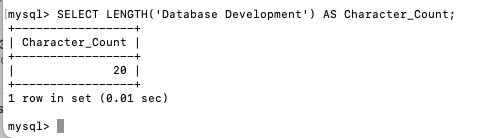 mysql> SELECT LENGTH('Database Development') AS Character_Count;
+-----------------+
| Character_Count |
+-----------------+
|              20 |
+-----------------+
1 row in set (0.01 sec)
mysql>